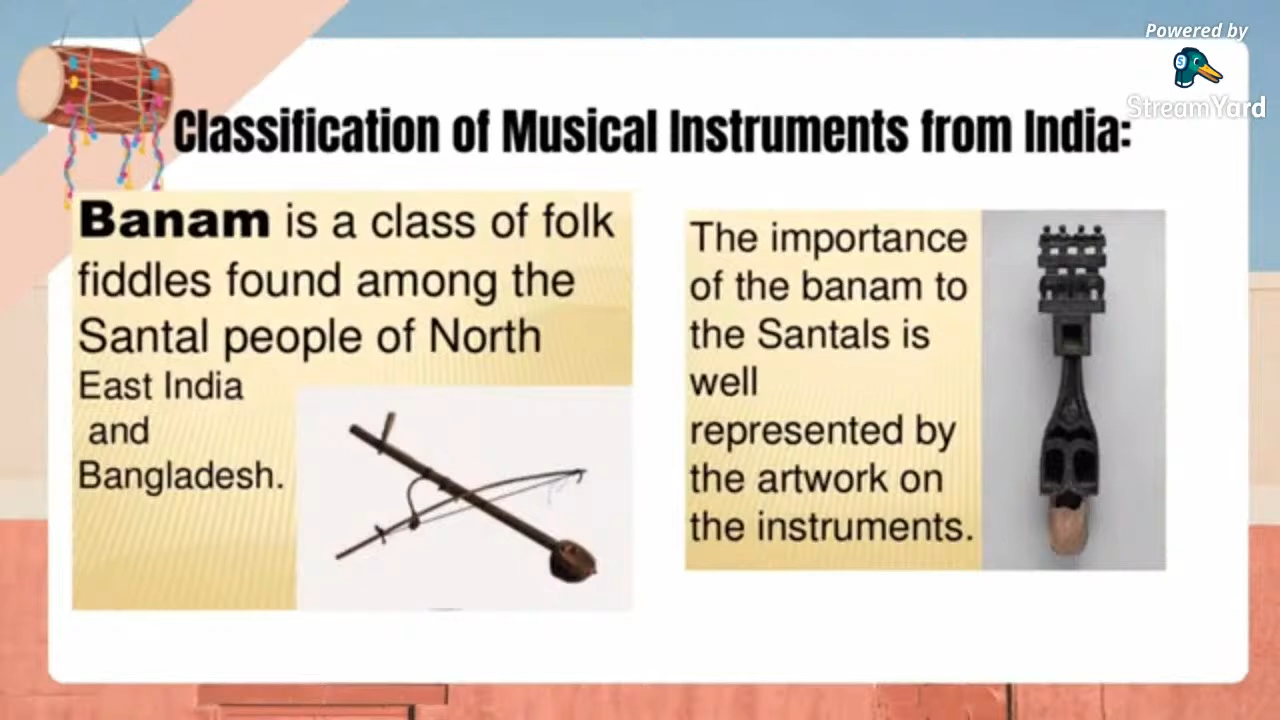 Powered by
StreamYard
Classification of Musical Instruments from India:
Banam is a class of folk
fiddles found among the
Santal people of North
East India
and
Bangladesh.
The importance
of the banam to
the Santals is
well
represented by
the artwork on
the instruments.